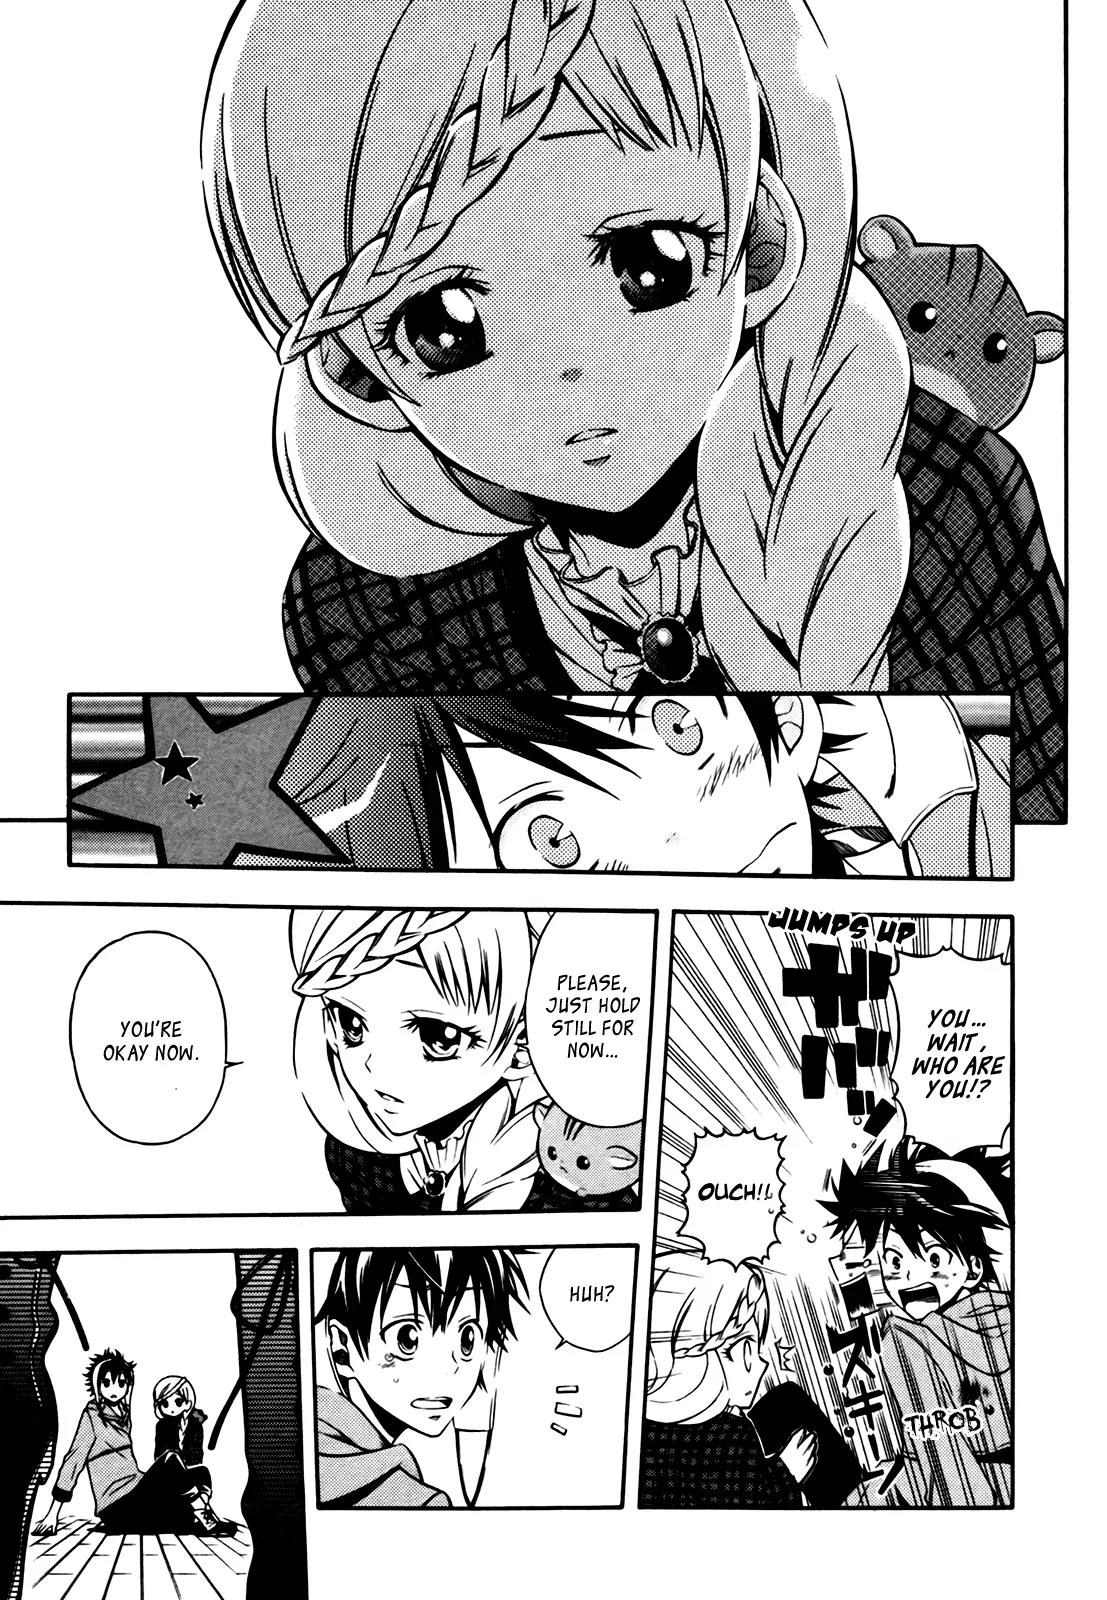 JUMPS UP
YOU...
WAIT,
WHO ARE
YOU!?
OUCH!!
THROB
PLEASE,
JUST HOLD
STILL FOR
NOW...
YOU'RE
OKAY NOW.
HUH?